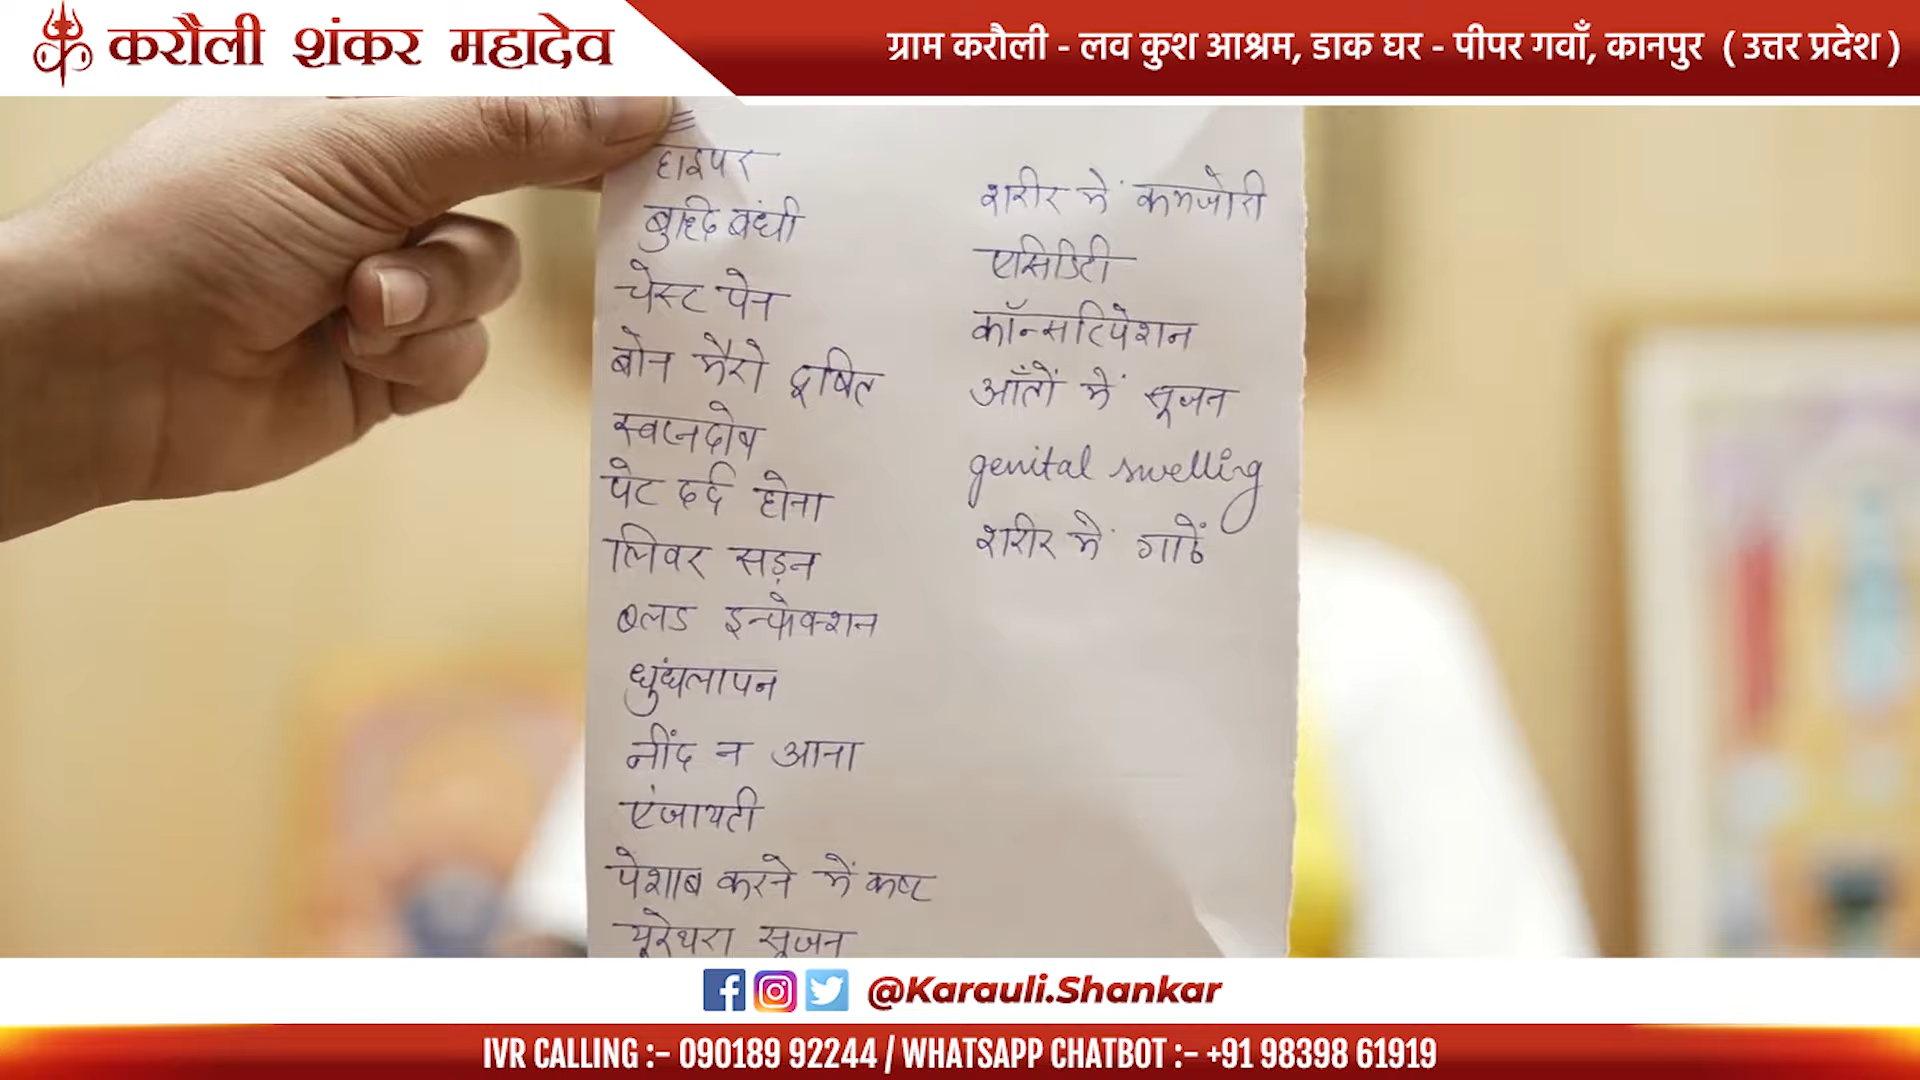 करौली शंकर महादेव
ग्राम करौली - लव कुश आश्रम, डाक घर - पीपर गवाँ, कानपुर ( उत्तर प्रदेश )
हाइपर
बुद्धि बंधी
चेस्ट पेन
बोन मैरो दूषित
स्वप्नदोष
पेट दर्द होना
लिवर सड़न
ब्लड इन्फेक्शन
धुंधलापन
नींद न आना
एंजायटी
पेशाब करने में कष्ट
यूरेथरा सूजन
शरीर में कमजोरी
एसिडिटी
कॉन्सटिपेशन
आँतों में सूजन
genital swelling
शरीर में गाठें
@Karauli.Shankar
IVR CALLING :- 090189 92244 / WHATSAPP CHATBOT :- +91 98398 61919